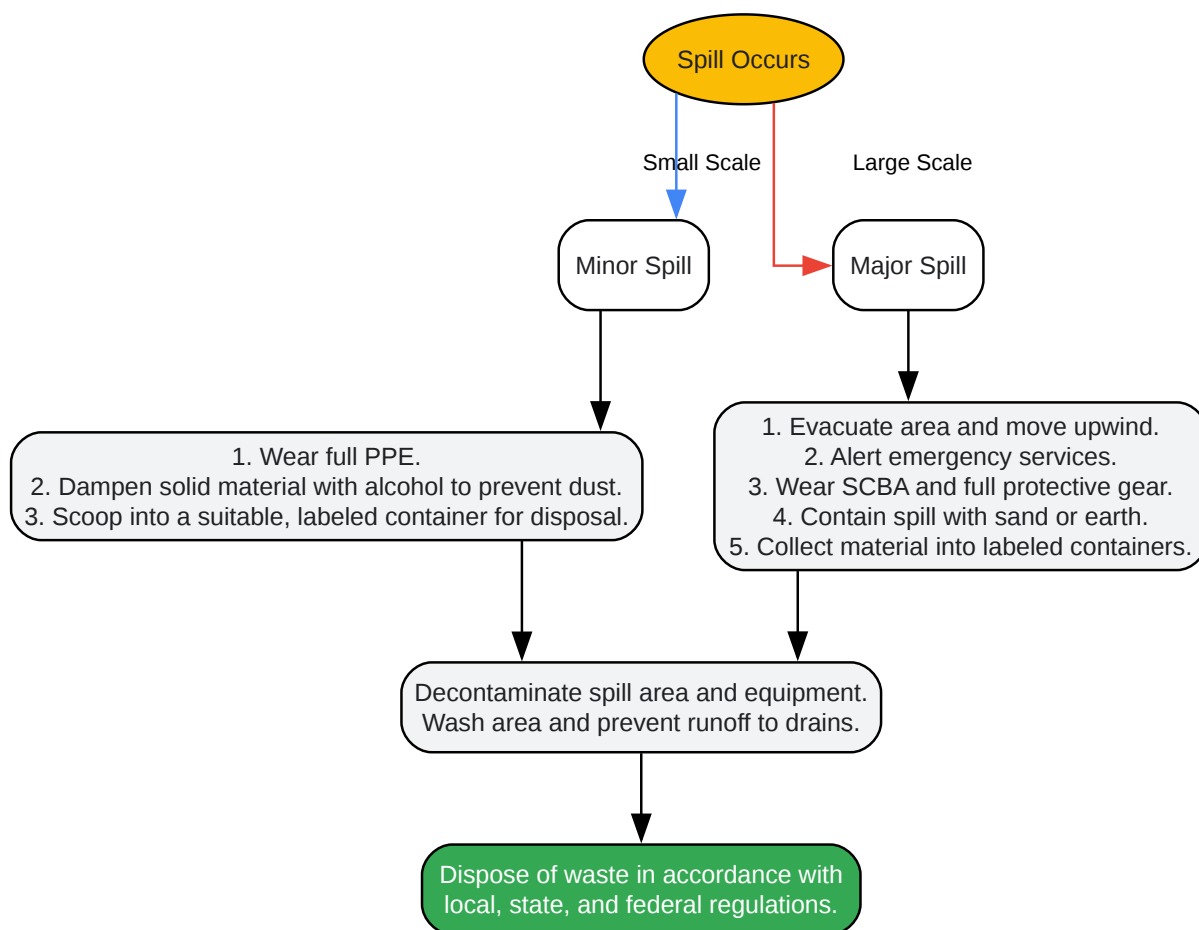 Spill Occurs
Small Scale
Large Scale
Minor Spill
Major Spill
1. Wear full PPE.
2. Dampen solid material with alcohol to prevent dust.
3. Scoop into a suitable, labeled container for disposal.
1. Evacuate area and move upwind.
2. Alert emergency services.
3. Wear SCBA and full protective gear.
4. Contain spill with sand or earth.
5. Collect material into labeled containers.
Decontaminate spill area and equipment.
Wash area and prevent runoff to drains.
Dispose of waste in accordance with
local, state, and federal regulations.